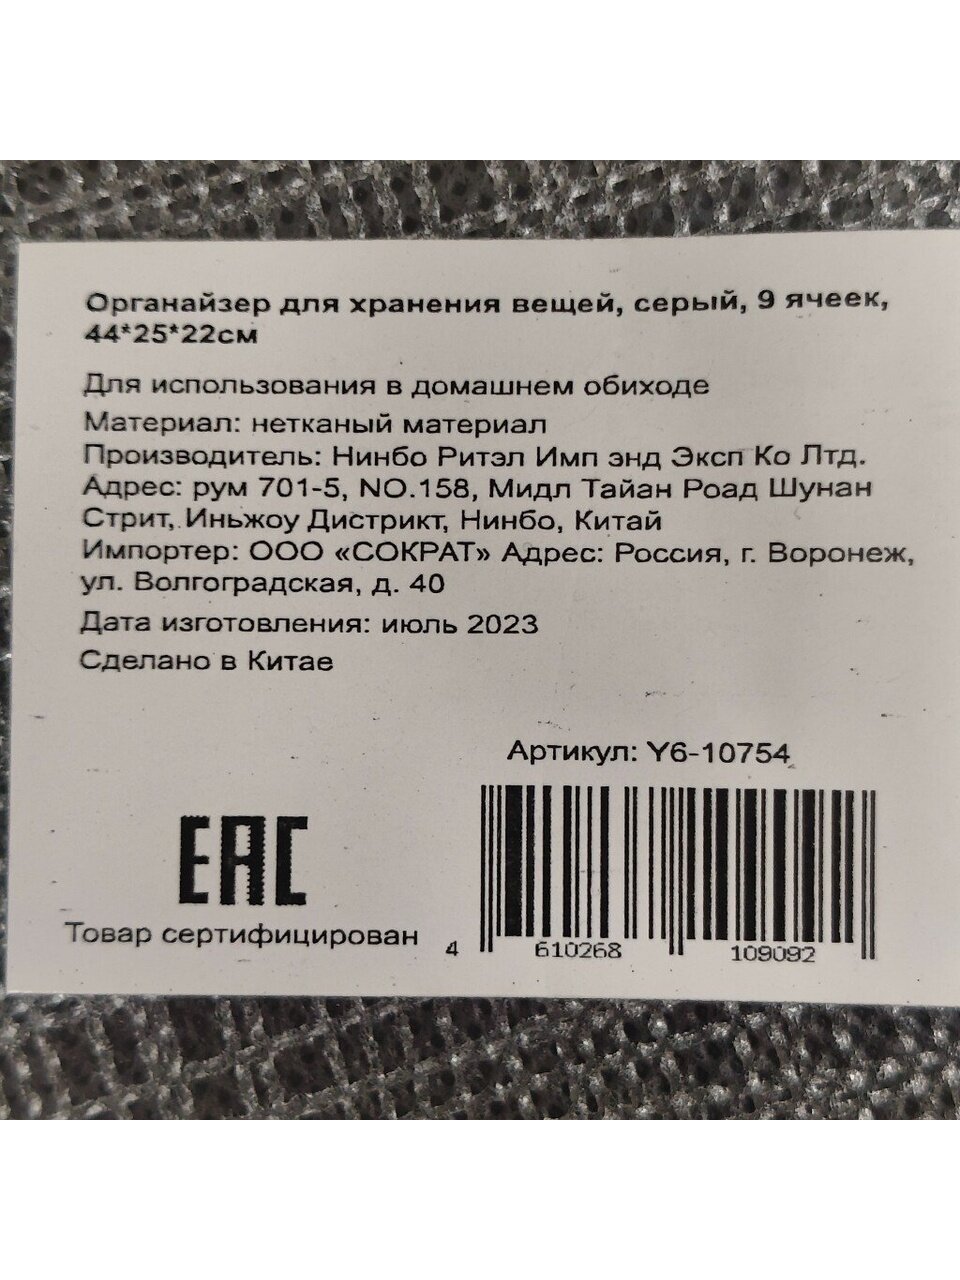 Органайзер для хранения вещей, серый, 9 ячеек,
44*25*22см
Для использования в домашнем обиходе
Материал: нетканый материал
Производитель: Нинбо Ритэл Имп энд Эксп Ко Лтд.
Адрес: рум 701-5, NO.158, Мидл Тайан Роад Шунан
Стрит, Иньжоу Дистрикт, Нинбо, Китай
Импортер: ООО «СОКРАТ» Адрес: Россия, г. Воронеж,
ул. Волгоградская, д. 40
Дата изготовления: июль 2023
Сделано в Китае
Артикул: Y6-10754
EAC
Товар сертифицирован
4 610268 109092